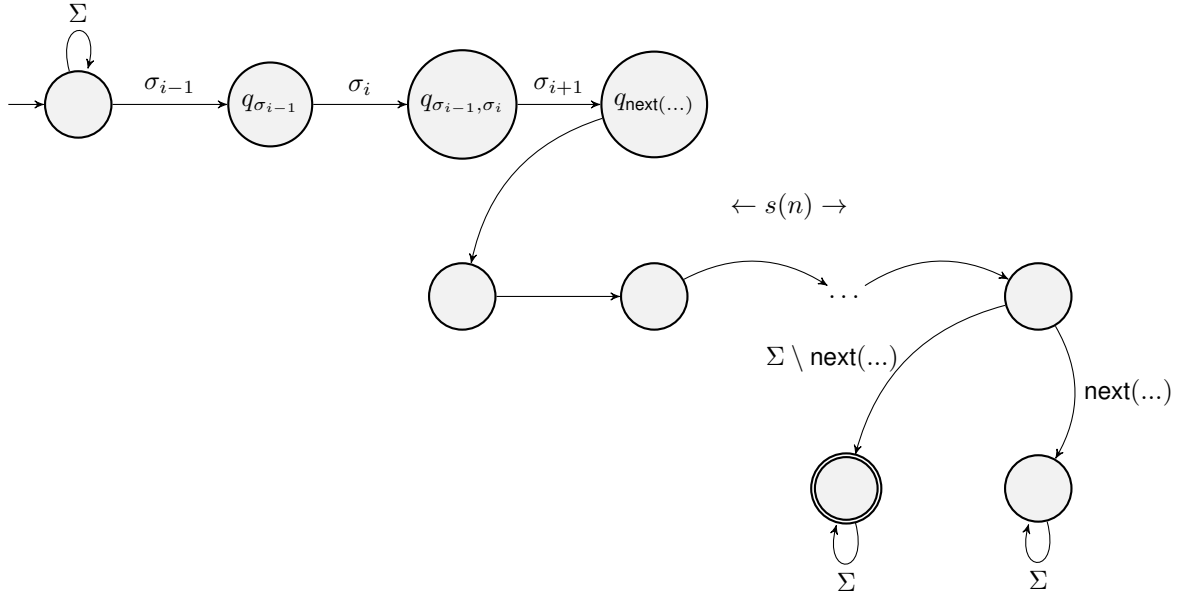 Σ
σ_{i−1}
σ_i
σ_{i+1}
q_{σ_{i−1}}
q_{σ_{i−1},σ_i}
q_{next(...)}
← s(n) →
...
Σ \ next(...)
next(...)
Σ
Σ